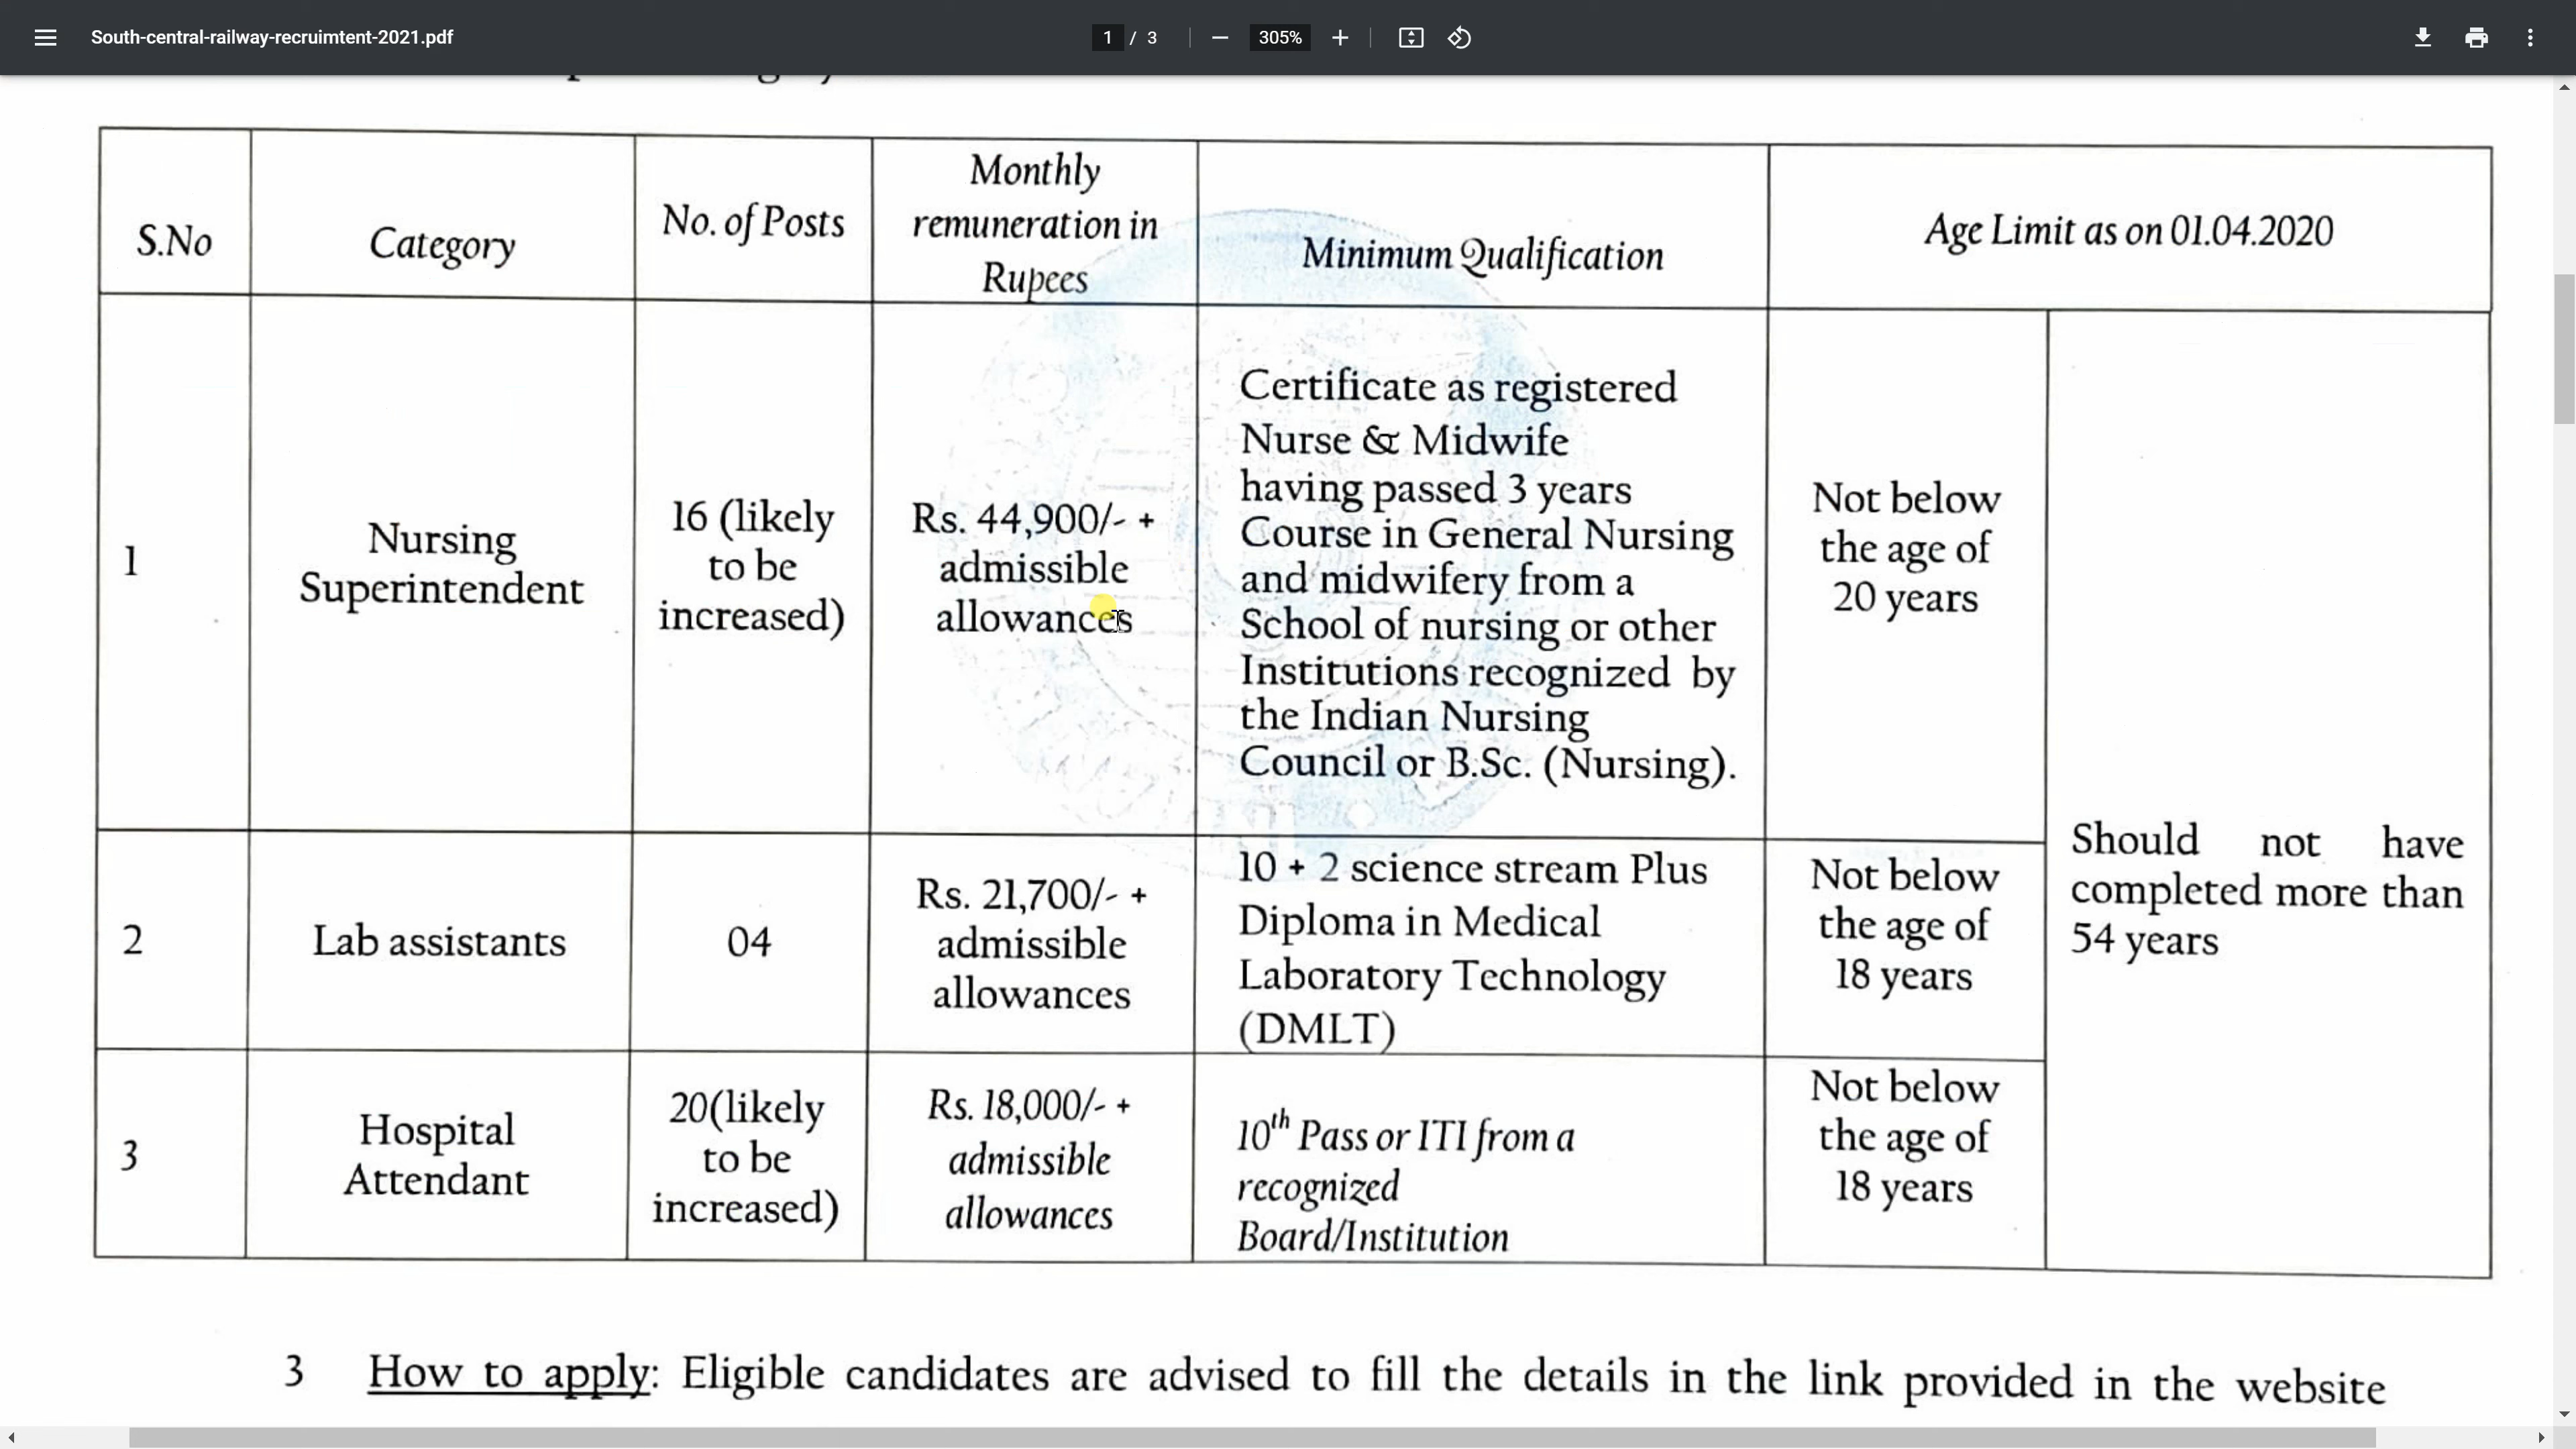 South-central-railway-recruimtent-2021.pdf
1 / 3
305%
S.No
Category
No. of Posts
Monthly
remuneration in
Rupees
Minimum Qualification
Age Limit as on 01.04.2020
1
Nursing
Superintendent
16 (likely
to be
increased)
Rs. 44,900/- +
admissible
allowances
Certificate as registered
Nurse & Midwife
having passed 3 years
Course in General Nursing
and midwifery from a
School of nursing or other
Institutions recognized by
the Indian Nursing
Council or B.Sc. (Nursing).
Not below
the age of
20 years
Should not have
completed more than
54 years
2
Lab assistants
04
Rs. 21,700/- +
admissible
allowances
10 + 2 science stream Plus
Diploma in Medical
Laboratory Technology
(DMLT)
Not below
the age of
18 years
3
Hospital
Attendant
20(likely
to be
increased)
Rs. 18,000/- +
admissible
allowances
10th Pass or ITI from a
recognized
Board/Institution
Not below
the age of
18 years
3 How to apply: Eligible candidates are advised to fill the details in the link provided in the website